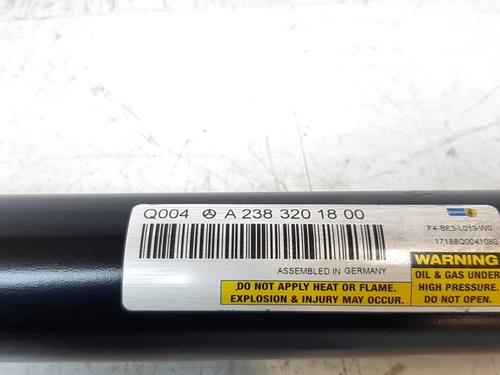 Q004 A 238 320 18 00
ASSEMBLED IN GERMANY
DO NOT APPLY HEAT OR FLAME.
EXPLOSION & INJURY MAY OCCUR.
F4-BE3-L013-W0
17188Q0041080
WARNING
OIL & GAS UNDER
HIGH PRESSURE.
DO NOT OPEN.